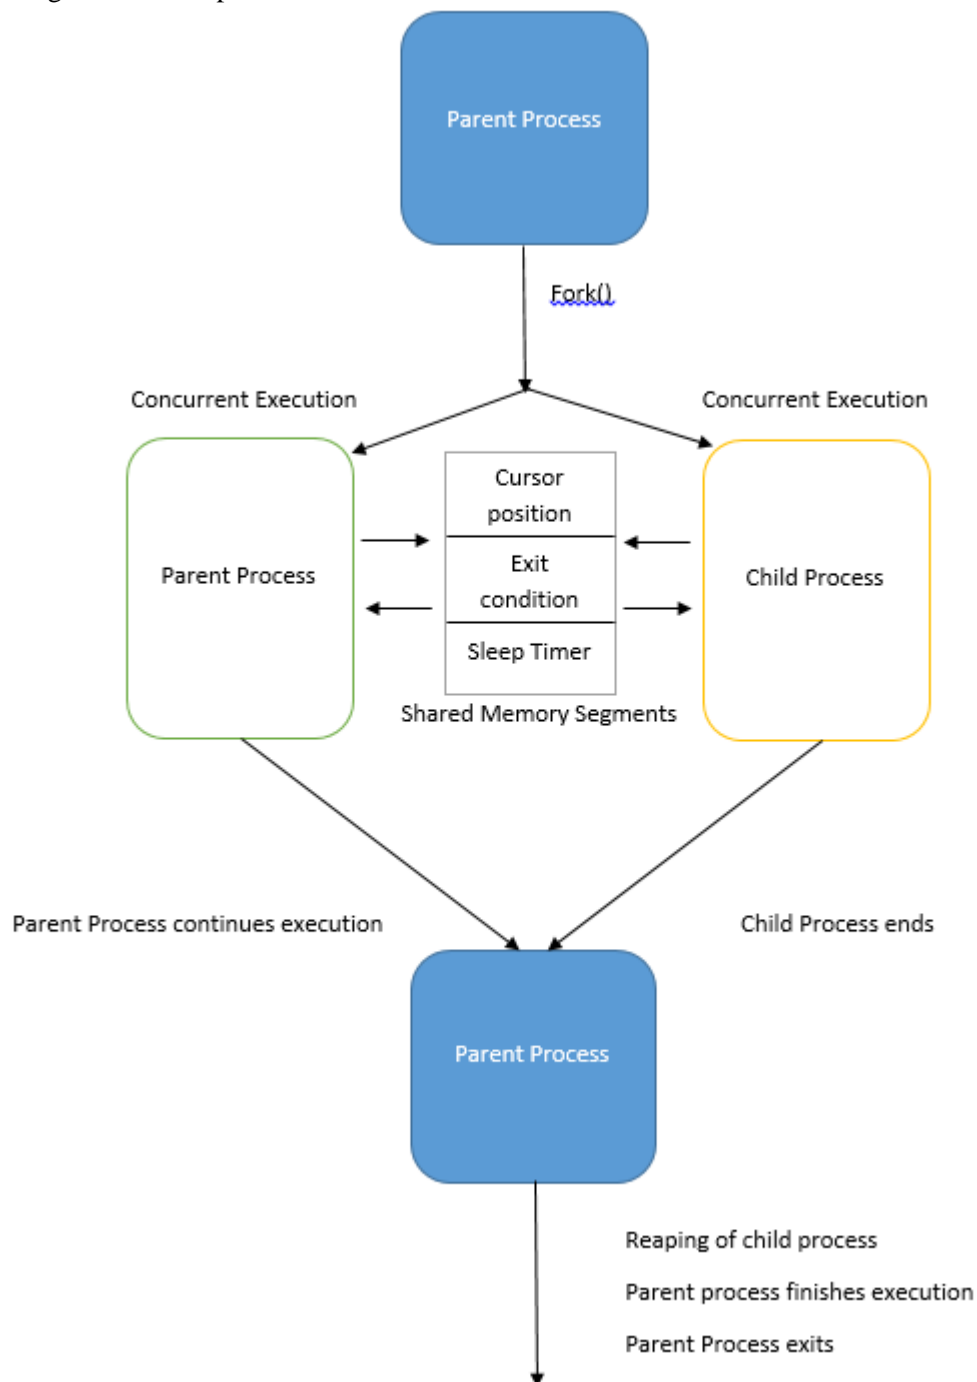 Parent Process
Fork()
Concurrent Execution
Concurrent Execution
Cursor
position
Exit
condition
Sleep Timer
Parent Process
Child Process
Shared Memory Segments
Parent Process continues execution
Child Process ends
Parent Process
Reaping of child process
Parent process finishes execution
Parent Process exits